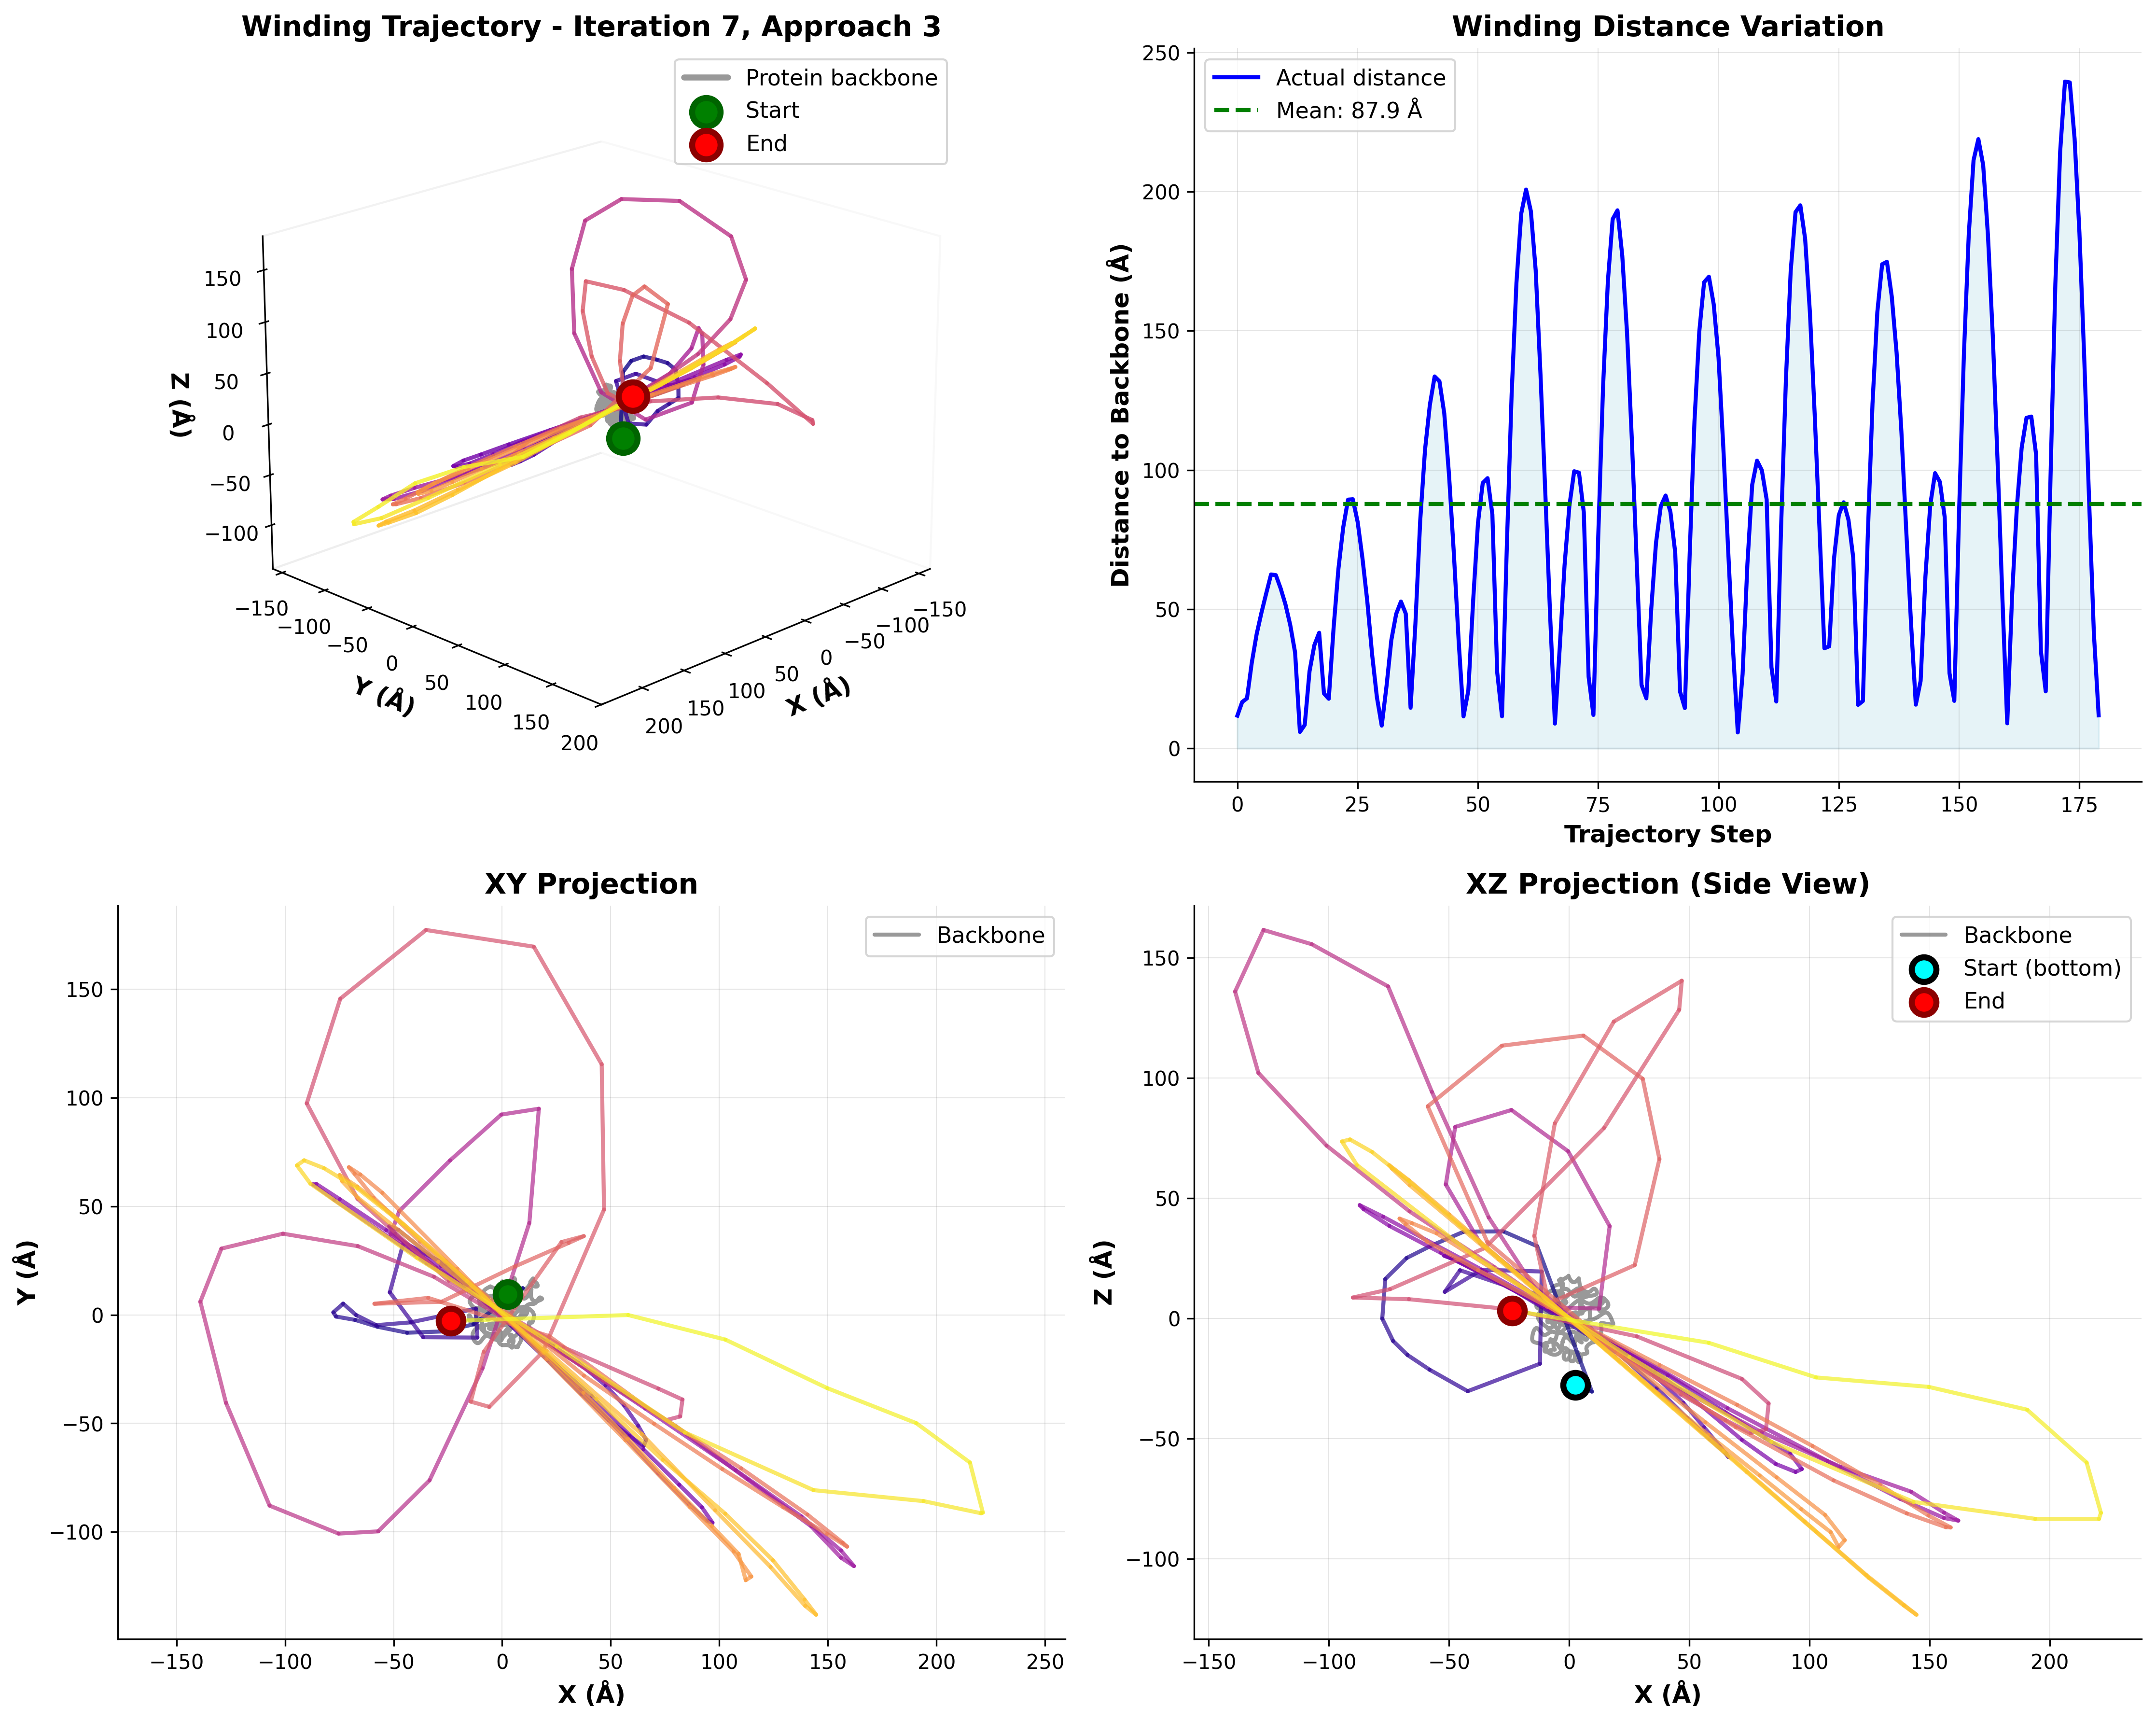 Winding Trajectory - Iteration 7, Approach 3
Protein backbone
Start
End
150
100
50
0
−50
−100
Z (Å)
−150
−100
−50
0
50
100
150
200
Y (Å)
200
150
100
50
0
−50
−100
−150
X (Å)
Winding Distance Variation
Actual distance
Mean: 87.9 Å
250
200
150
100
50
0
Distance to Backbone (Å)
0 25 50 75 100 125 150 175
Trajectory Step
XY Projection
Backbone
150
100
50
0
−50
−100
Y (Å)
−150 −100 −50 0 50 100 150 200 250
X (Å)
XZ Projection (Side View)
Backbone
Start (bottom)
End
150
100
50
0
−50
−100
Z (Å)
−150 −100 −50 0 50 100 150 200
X (Å)